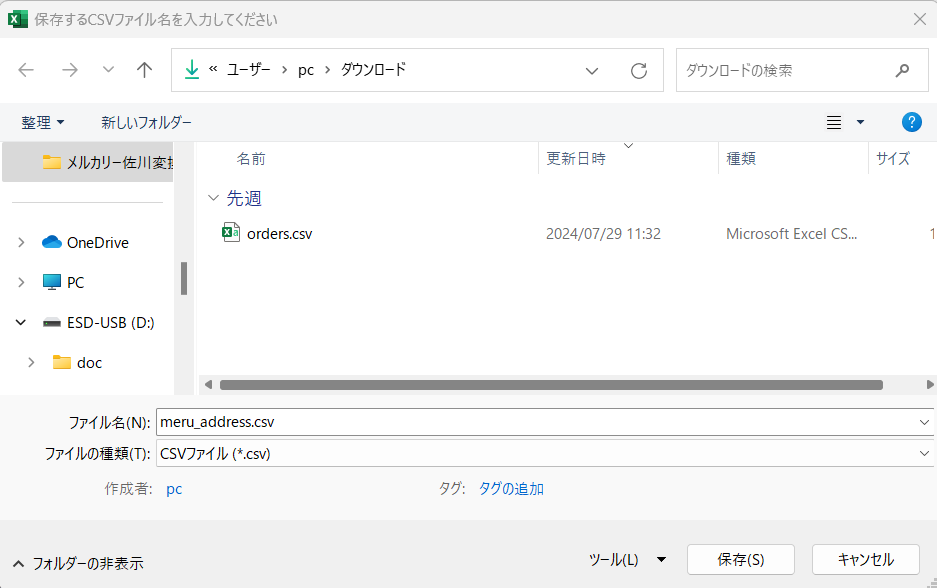 保存するCSVファイル名を入力してください
« ユーザー › pc › ダウンロード
ダウンロードの検索
整理 新しいフォルダー ?
メルカリー佐川変換
名前 更新日時 種類 サイズ
先週
orders.csv 2024/07/29 11:32 Microsoft Excel CS... 1
OneDrive
PC
ESD-USB (D:)
doc
ファイル名(N): meru_address.csv
ファイルの種類(T): CSVファイル (*.csv)
作成者: pc タグ: タグの追加
フォルダーの非表示 ツール(L) 保存(S) キャンセル